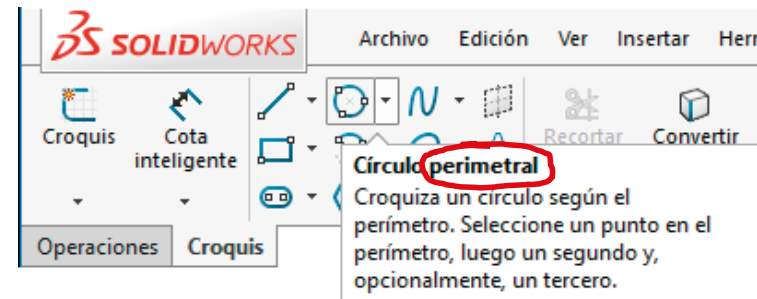 SOLIDWORKS
Archivo Edición Ver Insertar Herr
Croquis
Cota inteligente
Recortar
Convertir
Círculo perimetral
Croquiza un círculo según el
perímetro. Seleccione un punto en el
perímetro, luego un segundo y,
opcionalmente, un tercero.
Operaciones Croquis